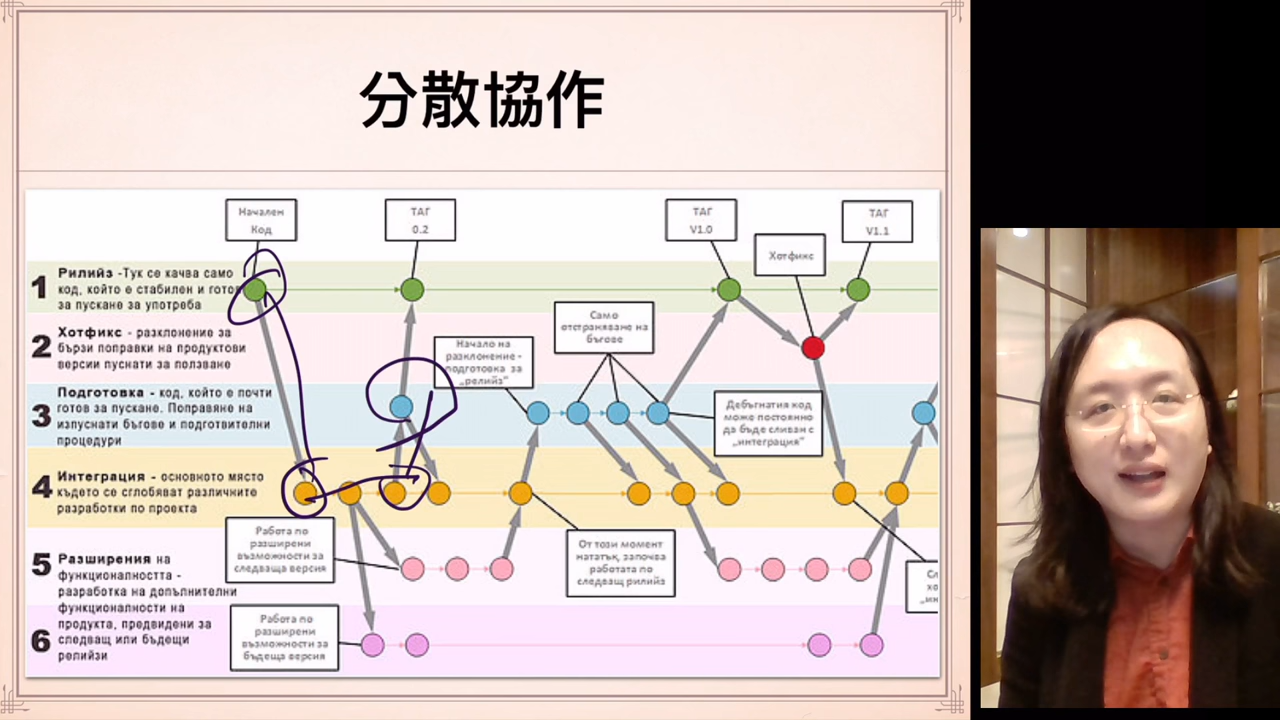 分散協作
Начален
Код
ТАГ
0.2
ТАГ
V1.0
ТАГ
V1.1
Хотфикс
1 Рилийз -Тук се качва само
код, който е стабилен и готов
за пускане за употреба
2 Хотфикс - разклонение за
бързи поправки на продуктови
версии пуснати за ползване
Само
отстраняване на
бъгове
Начало на
разклонение -
подготовка за
„релийз"
3 Подготовка - код, който е почти
готов за пускане. Поправяне на
изпуснати бъгове и подготвителни
процедури
Дебъгнатия код
може постоянно
да бъде сливан с
„интеграция"
4 Интеграция - основното място
където се сглобяват различните
разработки по проекта
Работа по
разширени
възможности за
следваща версия
От този момент
нататък, започва
работата по
следващ рилийз
5 Разширения на
функционалността -
разработка на допълнителни
функционалности на
продукта, предвидени за
следващ или бъдещи
релийзи
6
Работа по
разширени
възможности за
бъдеща версия